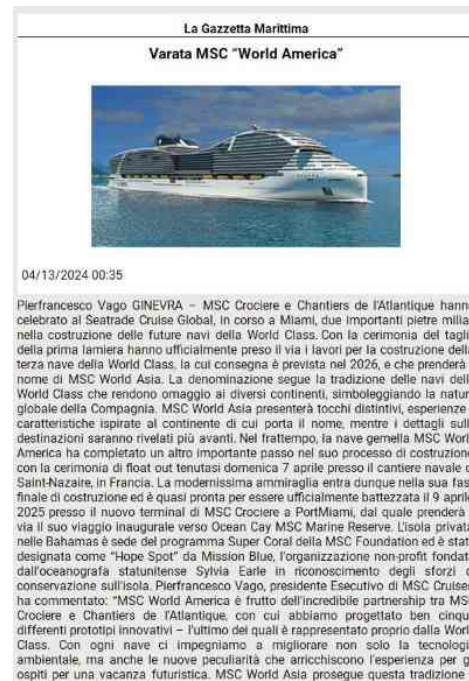 La Gazzetta Marittima
Varata MSC “World America”
04/13/2024 00:35
Pierfrancesco Vago GINEVRA – MSC Crociere e Chantiers de l’Atlantique hann
celebrato al Seatrade Cruise Global, in corso a Miami, due importanti pietre milia
nella costruzione delle future navi della World Class. Con la cerimonia del tagli
della prima lamiera hanno ufficialmente preso il via i lavori per la costruzione dell
terza nave della World Class, la cui consegna è prevista nel 2026, e che prenderà
nome di MSC World Asia. La denominazione segue la tradizione delle navi dell
World Class che rendono omaggio ai diversi continenti, simboleggiando la natur
globale della Compagnia. MSC World Asia presenterà tocchi distintivi, esperienze
caratteristiche ispirate al continente di cui porta il nome, mentre i dettagli sull
destinazioni saranno rivelati più avanti. Nel frattempo, la nave gemella MSC Worl
America ha completato un altro importante passo nel suo processo di costruzion
con la cerimonia di float out tenutasi domenica 7 aprile presso il cantiere navale d
Saint-Nazaire, in Francia. La modernissima ammiraglia entra dunque nella sua fas
finale di costruzione ed è quasi pronta per essere ufficialmente battezzata il 9 april
2025 presso il nuovo terminal di MSC Crociere a PortMiami, dal quale prenderà
via il suo viaggio inaugurale verso Ocean Cay MSC Marine Reserve. L’isola privat
nelle Bahamas è sede del programma Super Coral della MSC Foundation ed è stat
designata come “Hope Spot” da Mission Blue, l’organizzazione non-profit fondat
dall’oceanografa statunitense Sylvia Earle in riconoscimento degli sforzi d
conservazione sull’isola. Pierfrancesco Vago, presidente Esecutivo di MSC Cruises
ha commentato: “MSC World America è frutto dell’incredibile partnership tra MS
Crociere e Chantiers de l’Atlantique, con cui abbiamo progettato ben cinqu
differenti prototipi innovativi – l’ultimo dei quali è rappresentato proprio dalla Worl
Class. Con ogni nave ci impegniamo a migliorare non solo la tecnologi
ambientale, ma anche le nuove peculiarità che arricchiscono l’esperienza per g
ospiti per una vacanza futuristica. MSC World Asia prosegue questa tradizione